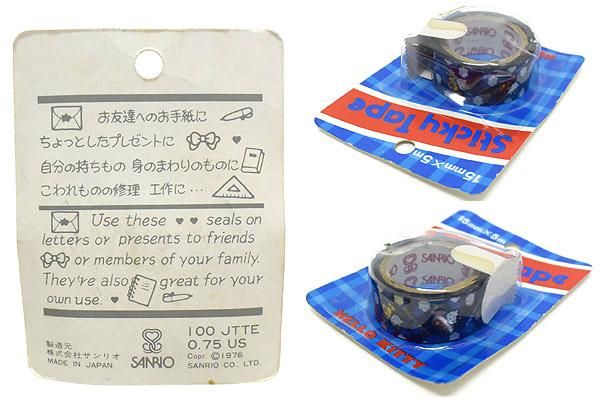 お友達へのお手紙に
ちょっとしたプレゼントに
自分の持ちもの 身のまわりのものに
こわれものの修理 工作に…
Use these ♥ ♥ seals on
letters or presents to friends
or members of your family.
They're also great for your
own use. ♥
製造元
株式会社サンリオ
MADE IN JAPAN
SANRIO
100 JTTE
0.75 US
Copr. ©1976
SANRIO CO., LTD.
SANRIO
Sticky Tape
15mm×5m
15mm×5m
SANRIO
Tape
HELLO KITTY